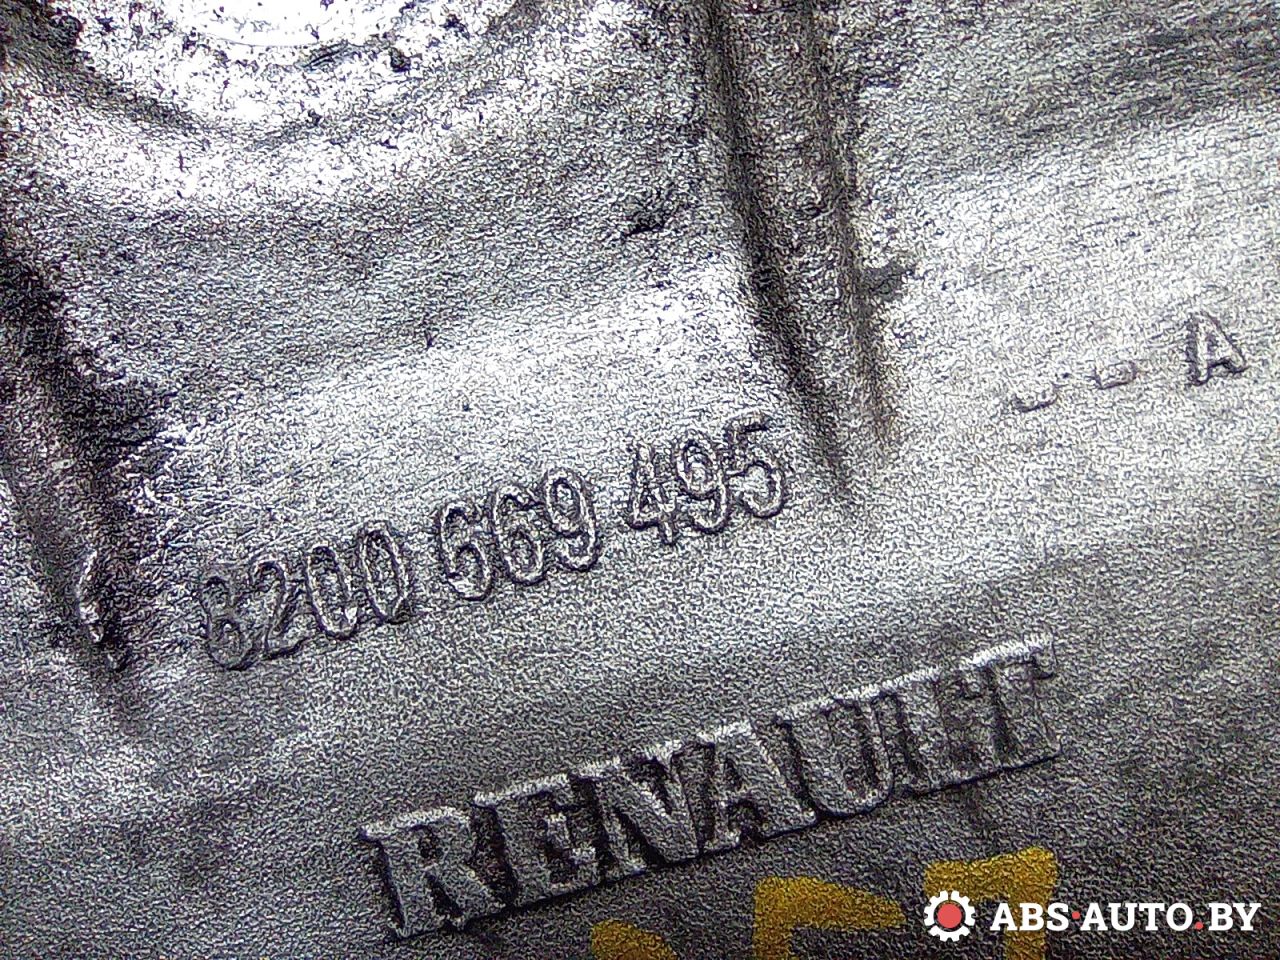 - - A
8200 669 495
RENAULT
ABS·AUTO.BY